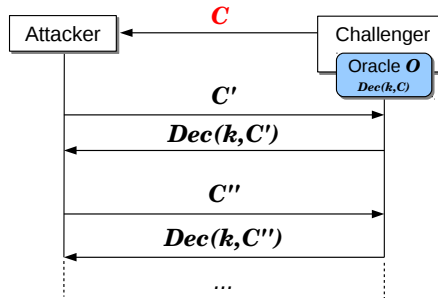 C
Attacker
Challenger
Oracle O
Dec(k,C)
C'
Dec(k,C')
C''
Dec(k,C'')
...